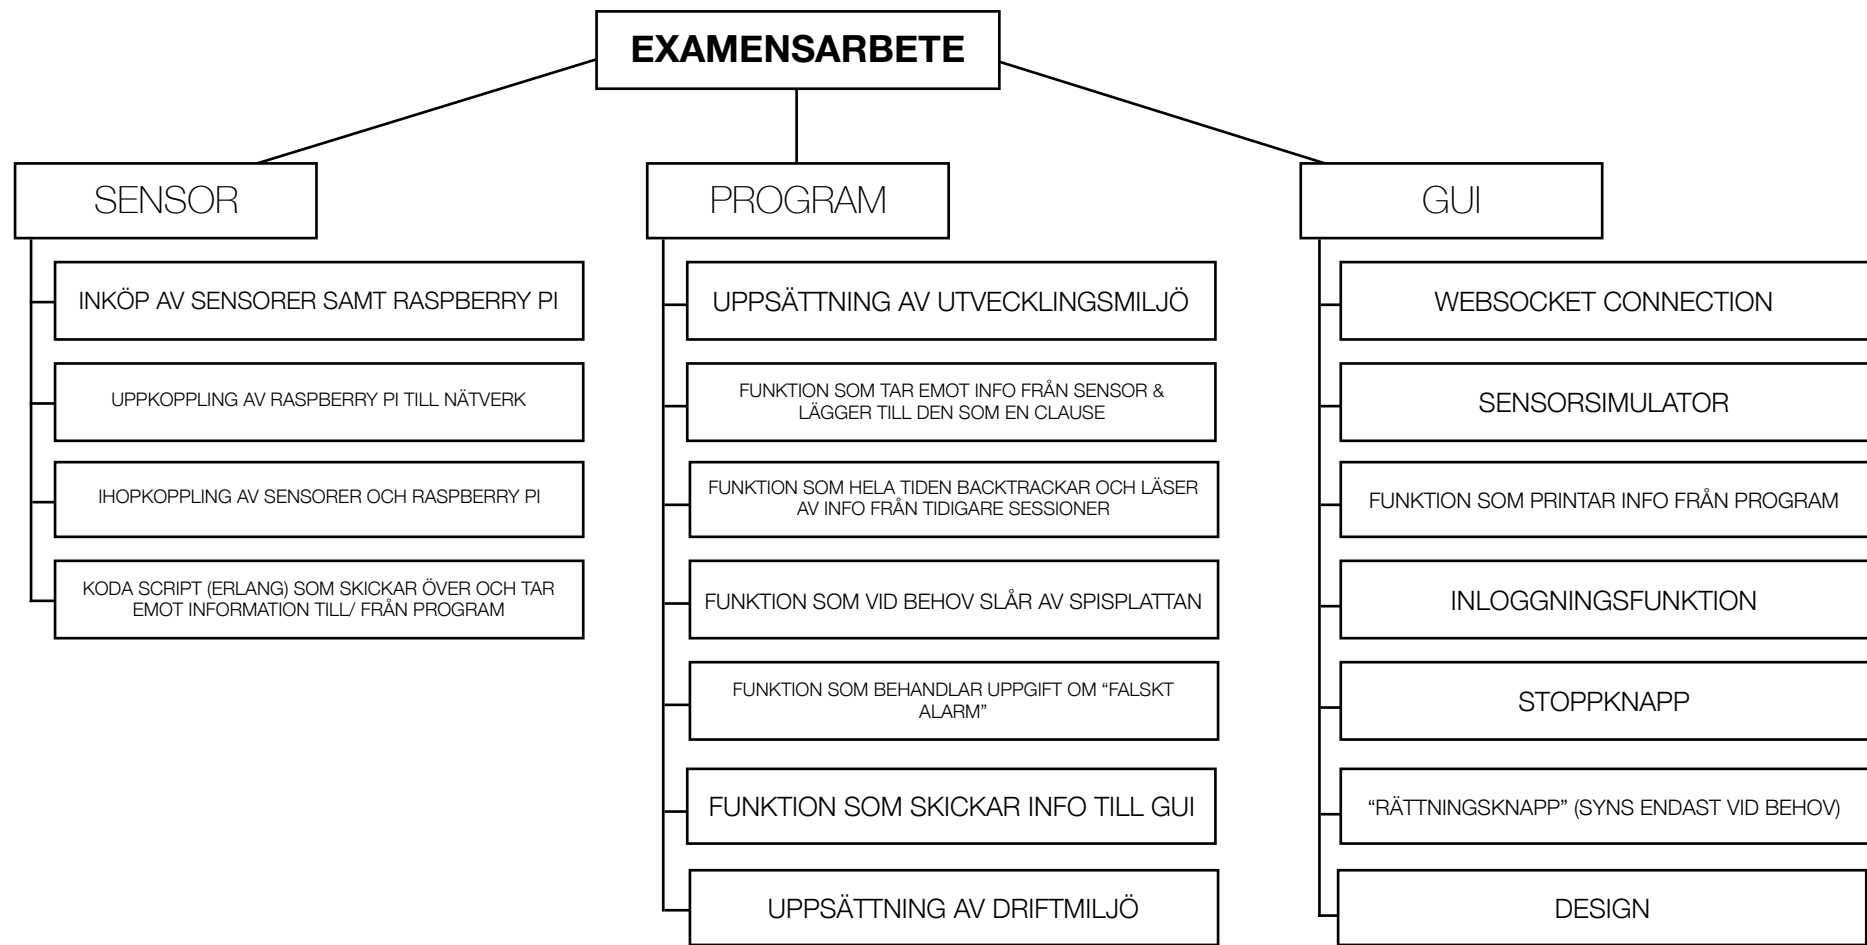 EXAMENSARBETE
SENSOR
INKÖP AV SENSORER SAMT RASPBERRY PI
UPPKOPPLING AV RASPBERRY PI TILL NÄTVERK
IHOPKOPPLING AV SENSORER OCH RASPBERRY PI
KODA SCRIPT (ERLANG) SOM SKICKAR ÖVER OCH TAR
EMOT INFORMATION TILL/ FRÅN PROGRAM
PROGRAM
UPPSÄTTNING AV UTVECKLINGSMILJÖ
FUNKTION SOM TAR EMOT INFO FRÅN SENSOR &
LÄGGER TILL DEN SOM EN CLAUSE
FUNKTION SOM HELA TIDEN BACKTRACKAR OCH LÄSER
AV INFO FRÅN TIDIGARE SESSIONER
FUNKTION SOM VID BEHOV SLÅR AV SPISPLATTAN
FUNKTION SOM BEHANDLAR UPPGIFT OM “FALSKT
ALARM”
FUNKTION SOM SKICKAR INFO TILL GUI
UPPSÄTTNING AV DRIFTMILJÖ
GUI
WEBSOCKET CONNECTION
SENSORSIMULATOR
FUNKTION SOM PRINTAR INFO FRÅN PROGRAM
INLOGGNINGSFUNKTION
STOPPKNAPP
“RÄTTNINGSKNAPP” (SYNS ENDAST VID BEHOV)
DESIGN